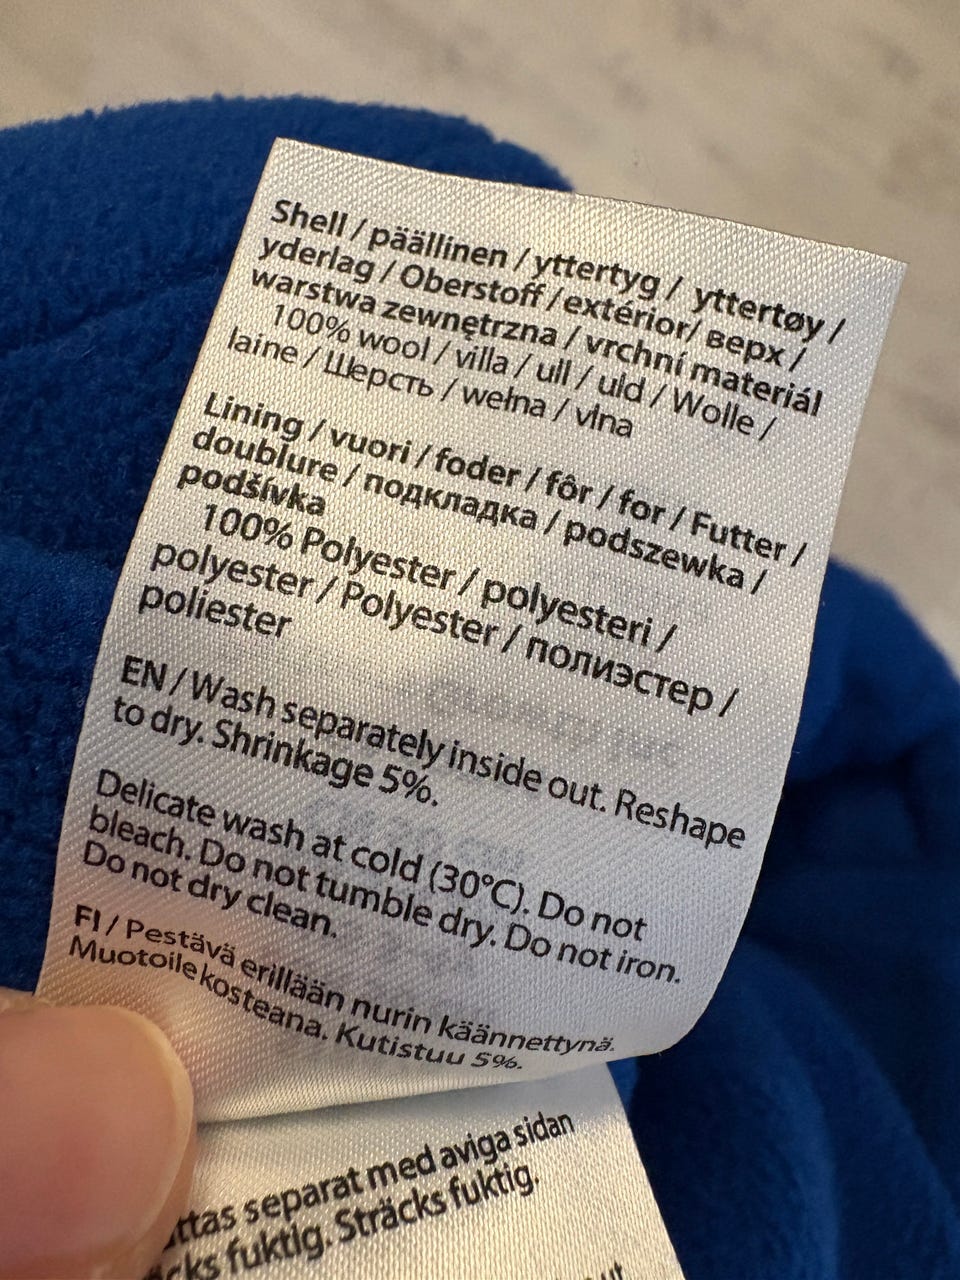 Shell / päällinen / yttertyg / yttertøy /
yderlag / Oberstoff / extérior/ верх /
warstwa zewnętrzna / vrchní materiál
100% wool / villa / ull / uld / Wolle /
laine / Шерсть / wełna / vlna
Lining / vuori / foder / fôr / for / Futter /
doublure / подкладка / podszewka /
podšívka
100% Polyester / polyesteri /
polyester / Polyester / полиэстер /
poliester
EN / Wash separately inside out. Reshape
to dry. Shrinkage 5%.
Delicate wash at cold (30°C). Do not
bleach. Do not tumble dry. Do not iron.
Do not dry clean.
FI / Pestävä erillään nurin käännettynä.
Muotoile kosteana. Kutistuu 5%.
separat med aviga sidan
fuktig. Sträcks fuktig.